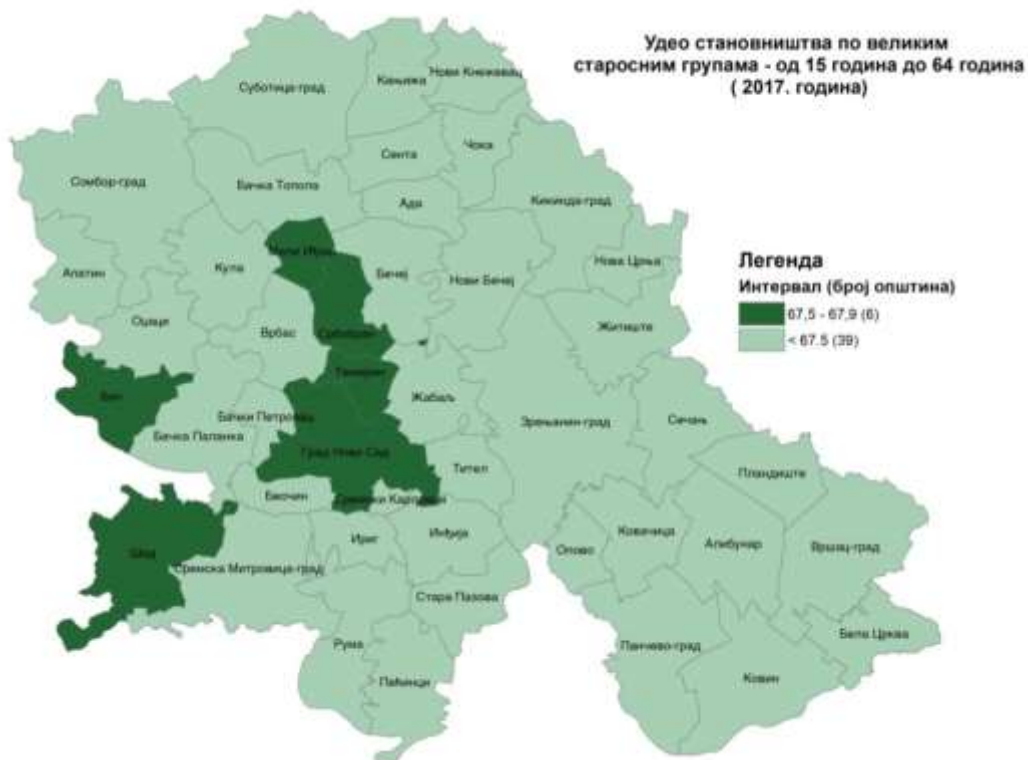 Удео становништва по великим
старосним групама - од 15 година до 64 година
( 2017. година)
Суботица-град
Кањижа
Нови Кнежевац
Сента
Чока
Сомбор-град
Бачка Топола
Ада
Кикинда-град
Мали Иђош
Апатин
Кула
Бечеј
Нови Бечеј
Нова Црња
Легенда
Интервал (број општина)
67,5 - 67,9 (6)
< 67.5 (39)
Оџаци
Врбас
Србобран
Житиште
Темерин
Бач
Бачки Петровац
Жабаљ
Зрењанин-град
Сечањ
Бачка Паланка
Град Нови Сад
Тител
Пландиште
Беочин
Сремски Карловци
Шид
Ириг
Инђија
Ковачица
Опово
Алибунар
Вршац-град
Сремска Митровица-град
Стара Пазова
Рума
Панчево-град
Бела Црква
Пећинци
Ковин